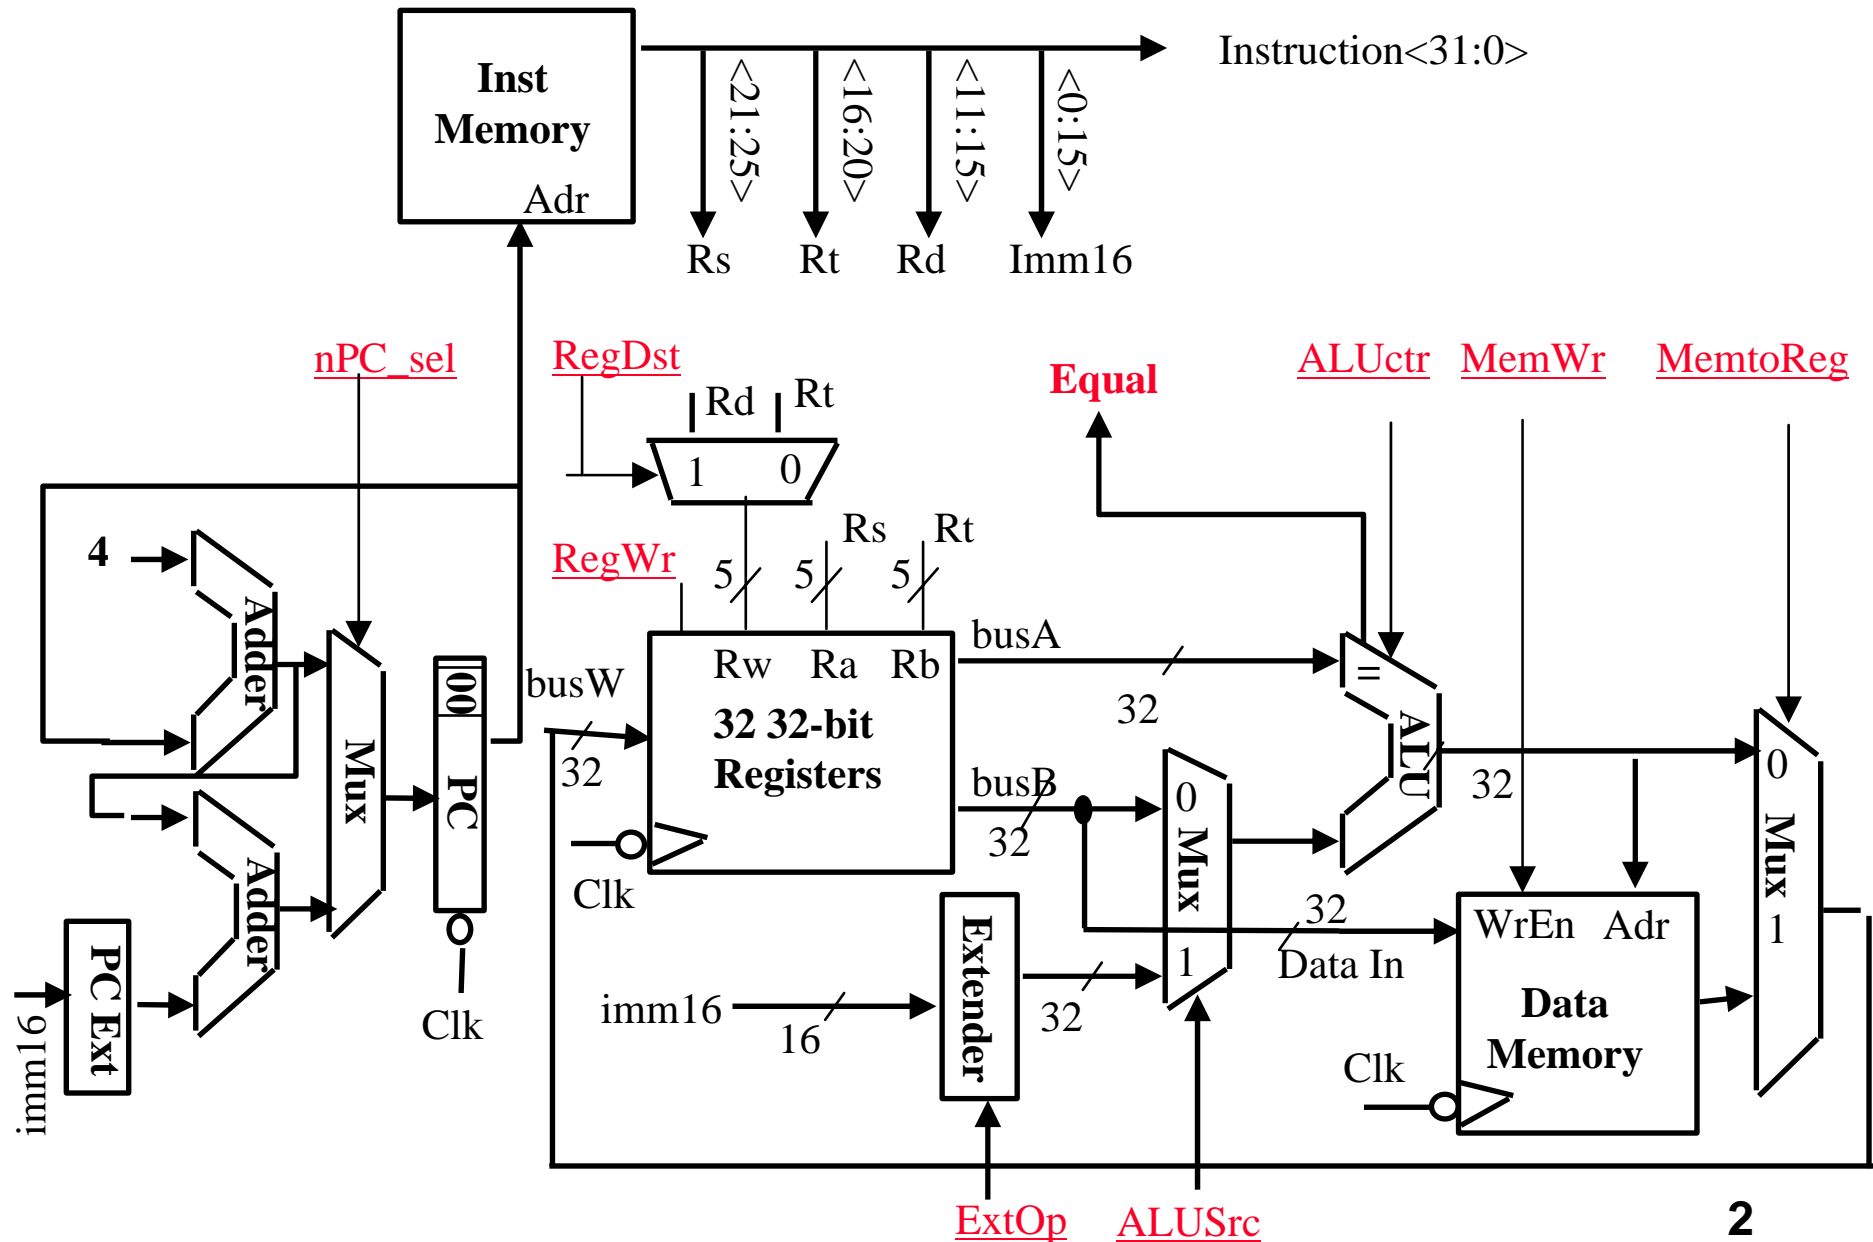 Inst
Memory
Adr
Instruction<31:0>
<21:25>
<16:20>
<11:15>
<0:15>
Rs
Rt
Rd
Imm16
nPC_sel
RegDst
Equal
ALUctr
MemWr
MemtoReg
Rd
Rt
1
0
4
Adder
RegWr
5
5
5
Rs
Rt
busW
32
Rw
Ra
Rb
32 32-bit
Registers
Clk
busA
32
busB
32
=
ALU
32
0
Mux
1
00
PC
Mux
Clk
Adder
PC Ext
imm16
imm16
16
Extender
32
0
Mux
1
32
Data In
WrEn
Adr
Data
Memory
Clk
ExtOp
ALUSrc
2